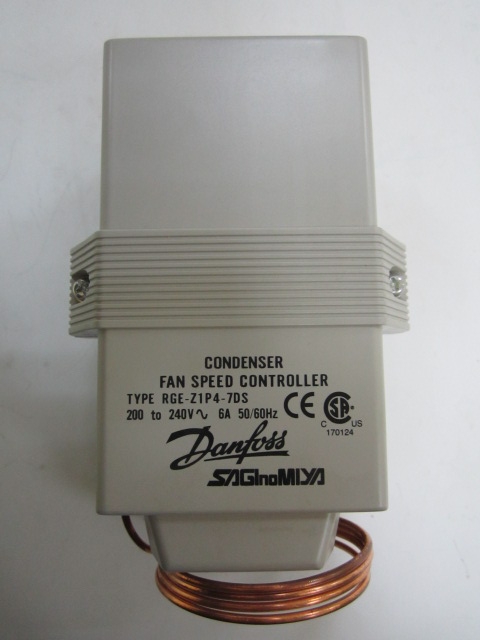 CONDENSER
FAN SPEED CONTROLLER
TYPE RGE-Z1P4-7DS
200 to 240V∿ 6A 50/60Hz
CE
SA
C US
170124
Danfoss
SAGInoMIYA